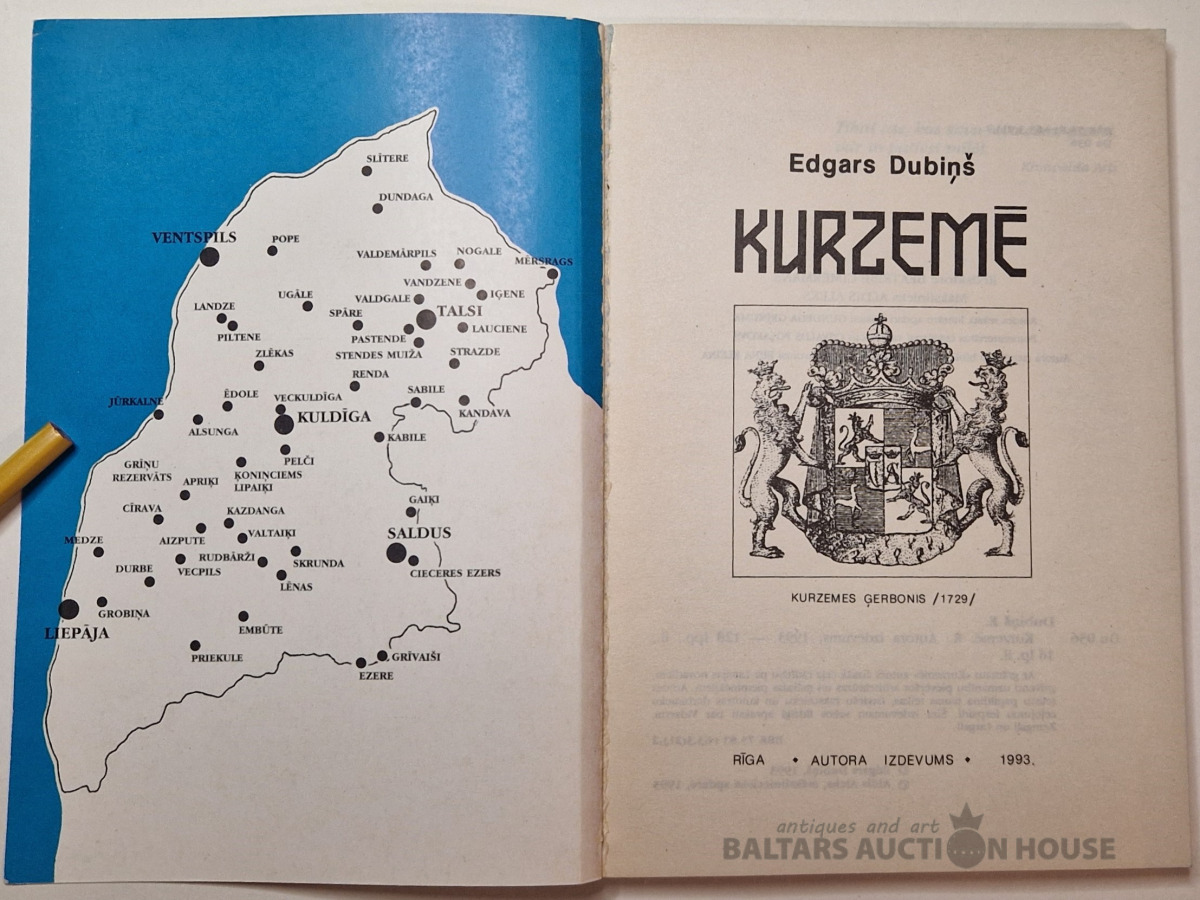 SLĪTERE
DUNDAGA
VENTSPILS
POPE
VALDEMĀRPILS
NOGALE
MĒRSRAGS
VANDZENE
UGĀLE
VALDGALE
IĢENE
LANDZE
SPĀRE
TALSI
PILTENE
PASTENDE
LAUCIENE
ZLĒKAS
STENDES MUIŽA
STRAZDE
RENDA
ĒDOLE
VECKULDĪGA
SABILE
JŪRKALNE
KULDĪGA
KANDAVA
ALSUNGA
KABILE
PELČI
GRĪŅU
REZERVĀTS
ĶONIŅCIEMS
LIPAIĶI
APRIĶI
GAIĶI
CĪRAVA
KAZDANGA
SALDUS
MEDZE
AIZPUTE
VALTAIĶI
RUDBĀRŽI
SKRUNDA
DURBE
VECPILS
CIECERES EZERS
LĒNAS
GROBIŅA
LIEPĀJA
EMBŪTE
PRIEKULE
GRĪVAIŠI
EZERE
Edgars Dubiņš
KURZEMĒ
KURZEMES ĢERBONIS /1729/
RĪGA • AUTORA IZDEVUMS • 1993.
antiques and art
BALTARS AUCTION HOUSE